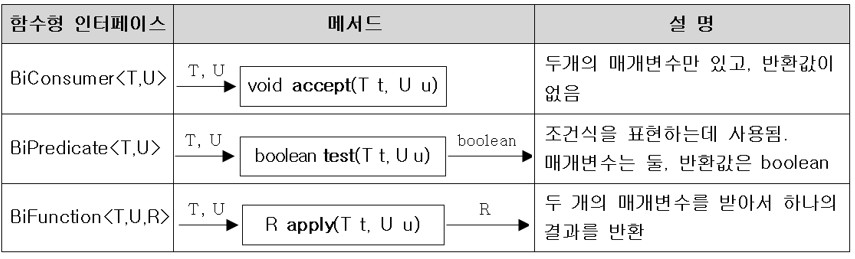 함수형 인터페이스 메서드 설 명
BiConsumer<T,U> T, U void accept(T t, U u) 두개의 매개변수만 있고, 반환값이
없음
BiPredicate<T,U> T, U boolean test(T t, U u) boolean 조건식을 표현하는데 사용됨.
매개변수는 둘, 반환값은 boolean
BiFunction<T,U,R> T, U R apply(T t, U u) R 두 개의 매개변수를 받아서 하나의
결과를 반환